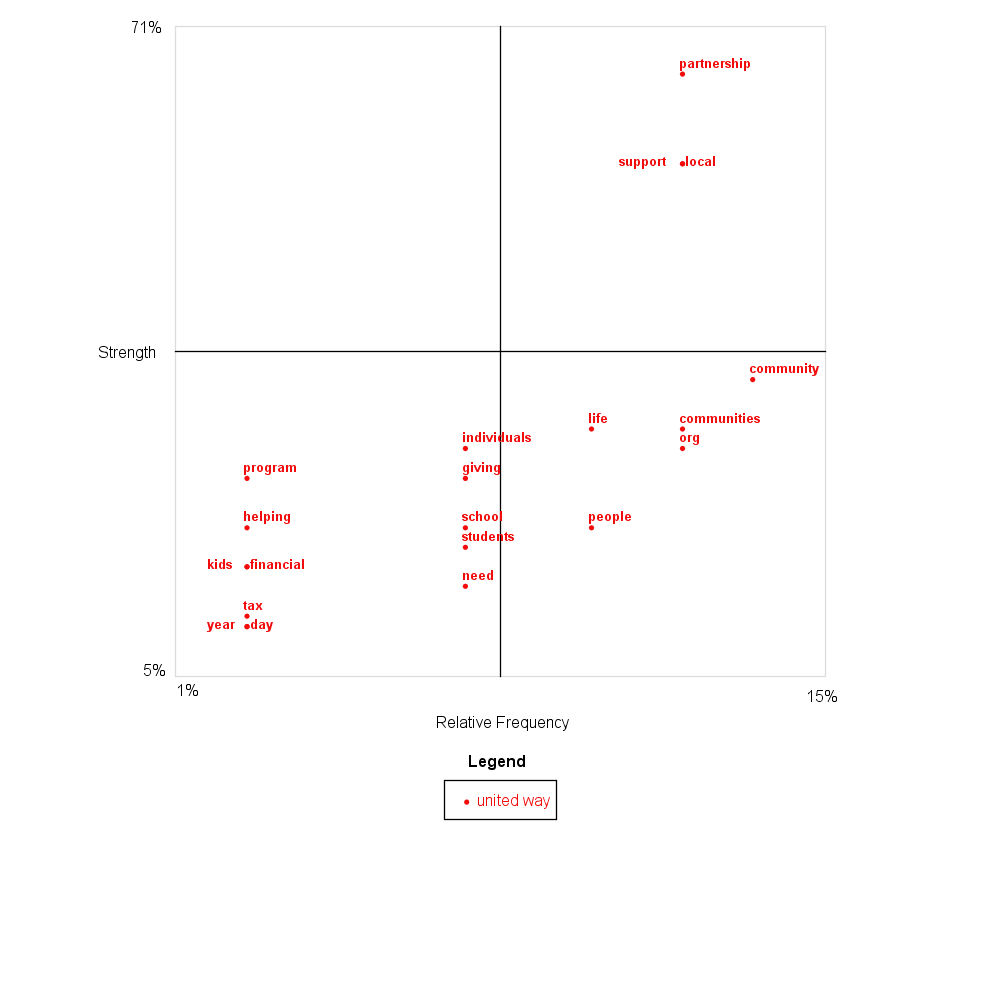 71%
partnership
support local
Strength
community
life communities
individuals org
program giving
helping school people
students
kids financial
need
tax
year day
5%
1%
15%
Relative Frequency
Legend
united way